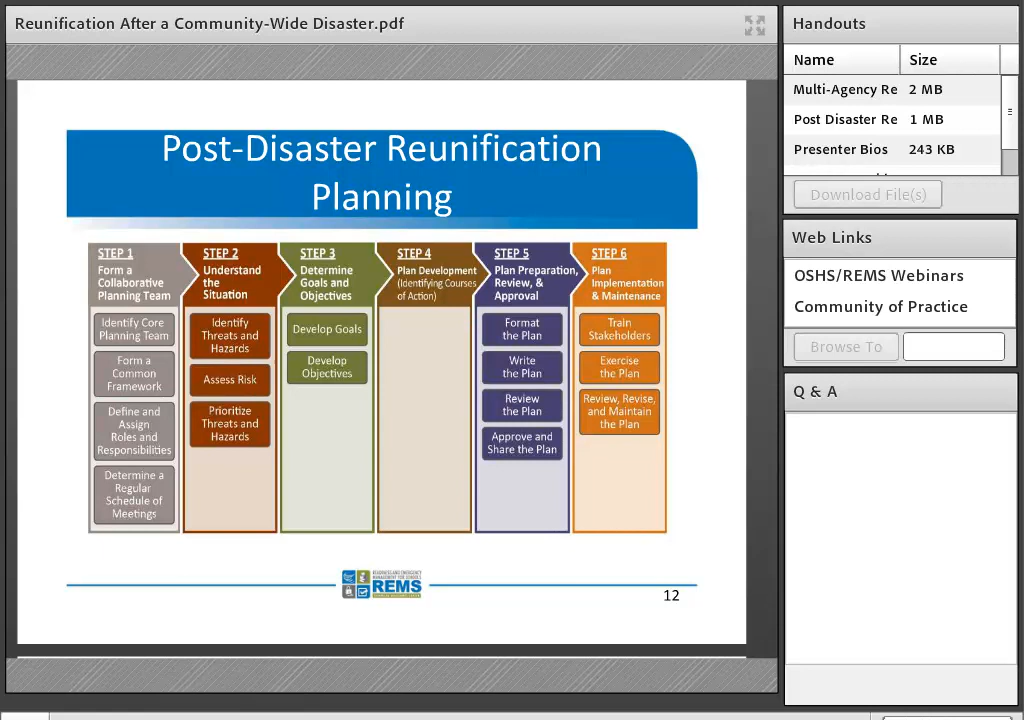 Reunification After a Community-Wide Disaster.pdf
Post-Disaster Reunification
Planning
STEP 1
Form a
Collaborative
Planning Team
Identify Core
Planning Team
Form a
Common
Framework
Define and
Assign
Roles and
Responsibilities
Determine a
Regular
Schedule of
Meetings
STEP 2
Understand
the
Situation
Identify
Threats and
Hazards
Assess Risk
Prioritize
Threats and
Hazards
STEP 3
Determine
Goals and
Objectives
Develop Goals
Develop
Objectives
STEP 4
Plan Development
(Identifying Courses
of Action)
STEP 5
Plan Preparation,
Review, &
Approval
Format
the Plan
Write
the Plan
Review
the Plan
Approve and
Share the Plan
STEP 6
Plan
Implementation
& Maintenance
Train
Stakeholders
Exercise
the Plan
Review, Revise,
and Maintain
the Plan
REMS
12
Handouts
Name Size
Multi-Agency Re 2 MB
Post Disaster Re 1 MB
Presenter Bios 243 KB
Download File(s)
Web Links
OSHS/REMS Webinars
Community of Practice
Browse To
Q & A